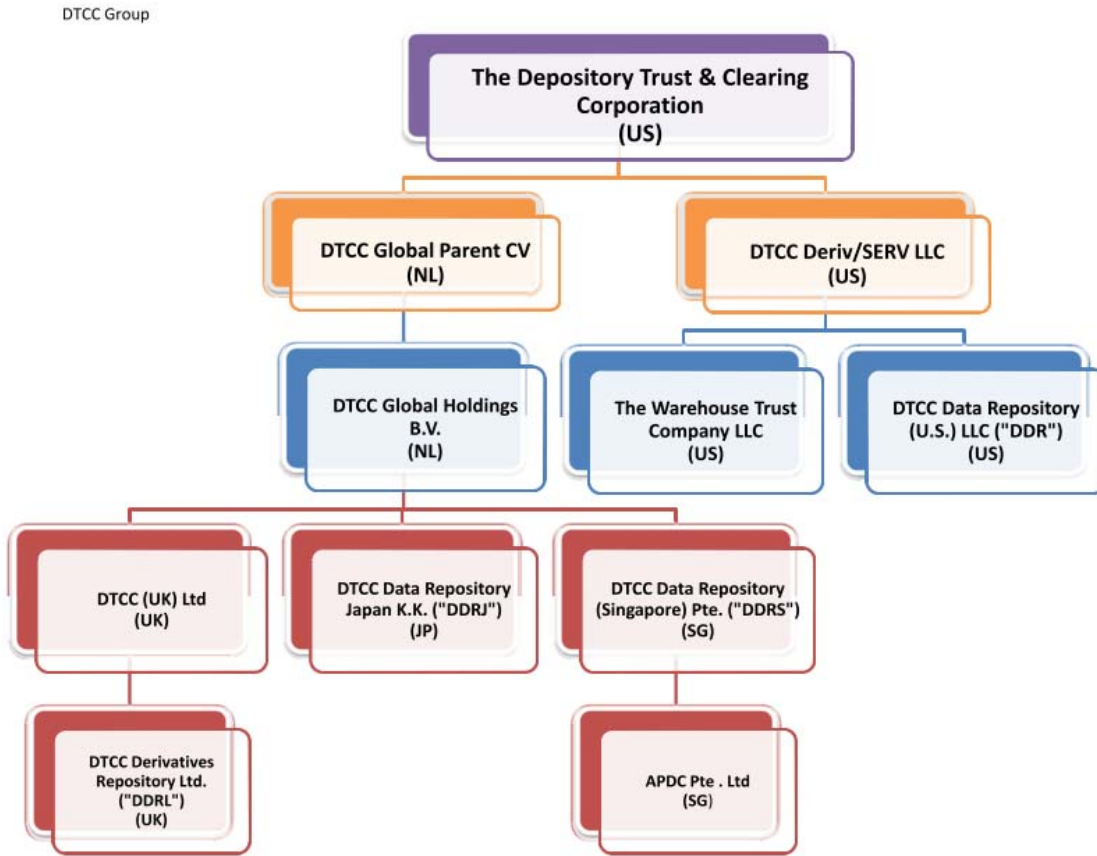 DTCC Group
The Depository Trust & Clearing
Corporation
(US)
DTCC Global Parent CV
(NL)
DTCC Deriv/SERV LLC
(US)
DTCC Global Holdings
B.V.
(NL)
The Warehouse Trust
Company LLC
(US)
DTCC Data Repository
(U.S.) LLC ("DDR")
(US)
DTCC (UK) Ltd
(UK)
DTCC Data Repository
Japan K.K. ("DDRJ")
(JP)
DTCC Data Repository
(Singapore) Pte. ("DDRS")
(SG)
DTCC Derivatives
Repository Ltd.
("DDRL")
(UK)
APDC Pte . Ltd
(SG)